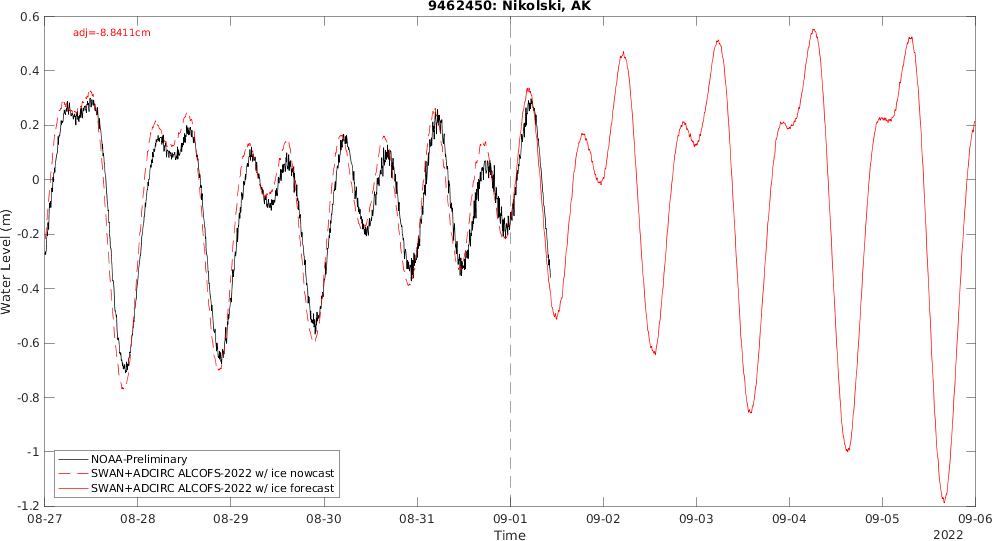 9462450: Nikolski, AK
adj=-8.8411cm
0.6
0.4
0.2
0
-0.2
-0.4
-0.6
-0.8
-1
-1.2
Water Level (m)
NOAA-Preliminary
SWAN+ADCIRC ALCOFS-2022 w/ ice nowcast
SWAN+ADCIRC ALCOFS-2022 w/ ice forecast
08-27 08-28 08-29 08-30 08-31 09-01 09-02 09-03 09-04 09-05 09-06
Time
2022